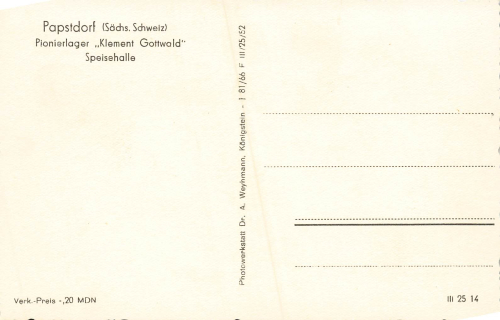 Papstdorf (Sächs. Schweiz)
Pionierlager „Klement Gottwald"
Speisehalle
Photowerkstatt Dr. A. Weyhmann, Königstein - 1 81/66 F III/25/52
Verk.-Preis -,20 MDN
III 25 14